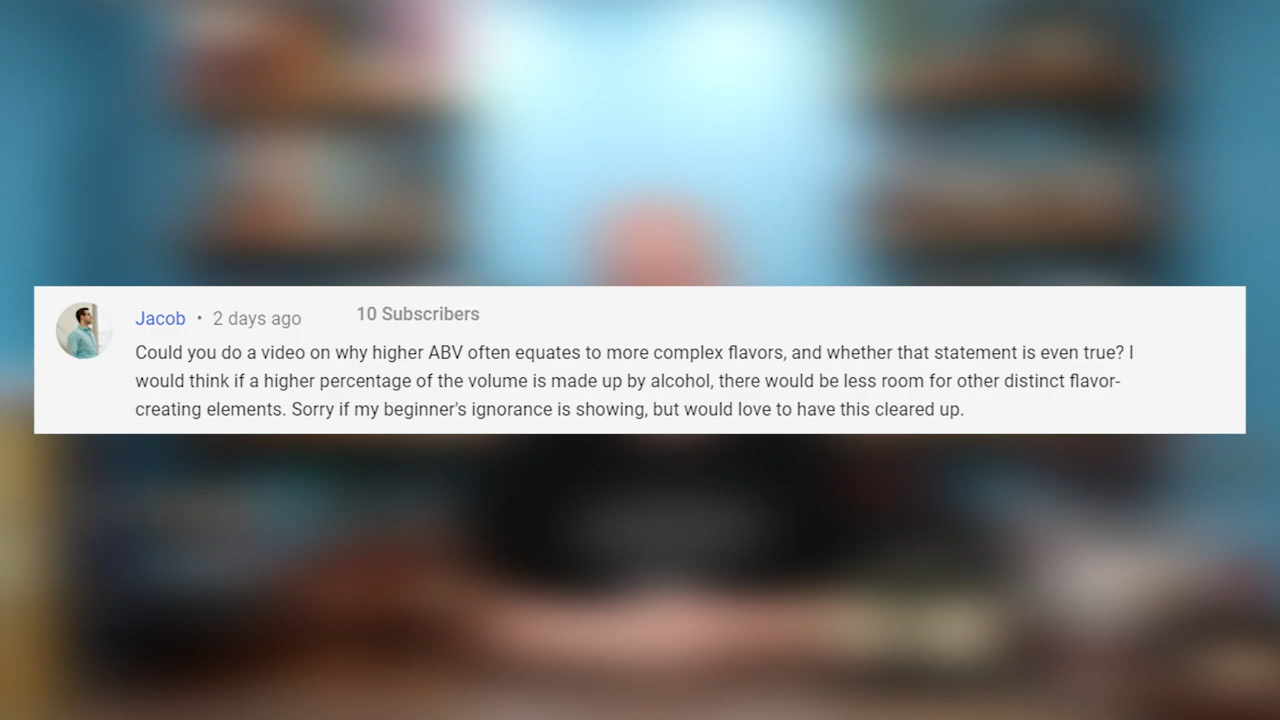 Jacob • 2 days ago 10 Subscribers
Could you do a video on why higher ABV often equates to more complex flavors, and whether that statement is even true? I
would think if a higher percentage of the volume is made up by alcohol, there would be less room for other distinct flavor-
creating elements. Sorry if my beginner's ignorance is showing, but would love to have this cleared up.